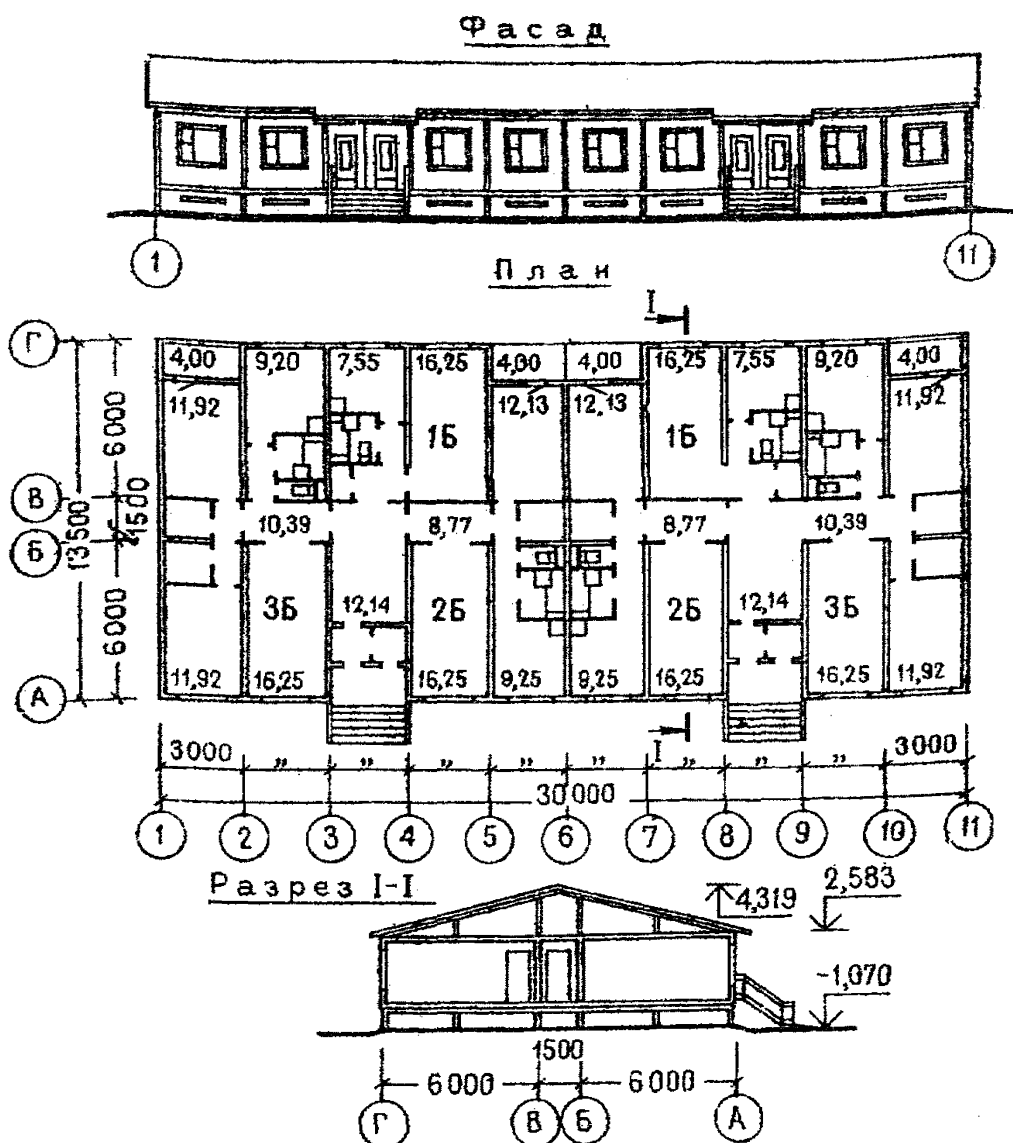 Фасад
1 11
План
I
Г
4,00 9,20 7,55 16,25 4,00 4,00 16,25 7,55 9,20 4,00
11,92 12,13 12,13 11,92
6000
1Б 1Б
В
13500 1500
10,39 8,77 8,77 10,39
Б
3Б 12,14 2Б 2Б 12,14 3Б
6000
11,92 16,25 16,25 9,25 9,25 16,25 16,25 11,92
А
I
3000 " " " " " " " " 3000
30000
1 2 3 4 5 6 7 8 9 10 11
Разрез I-I
4,319 2,583
-1,070
1500
6000 6000
Г В Б А